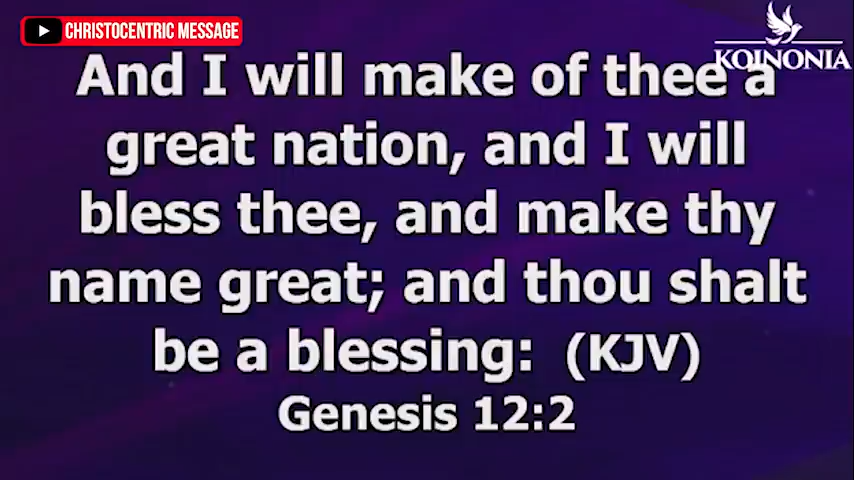 CHRISTOCENTRIC MESSAGE
KOINONIA
And I will make of thee a
great nation, and I will
bless thee, and make thy
name great; and thou shalt
be a blessing: (KJV)
Genesis 12:2